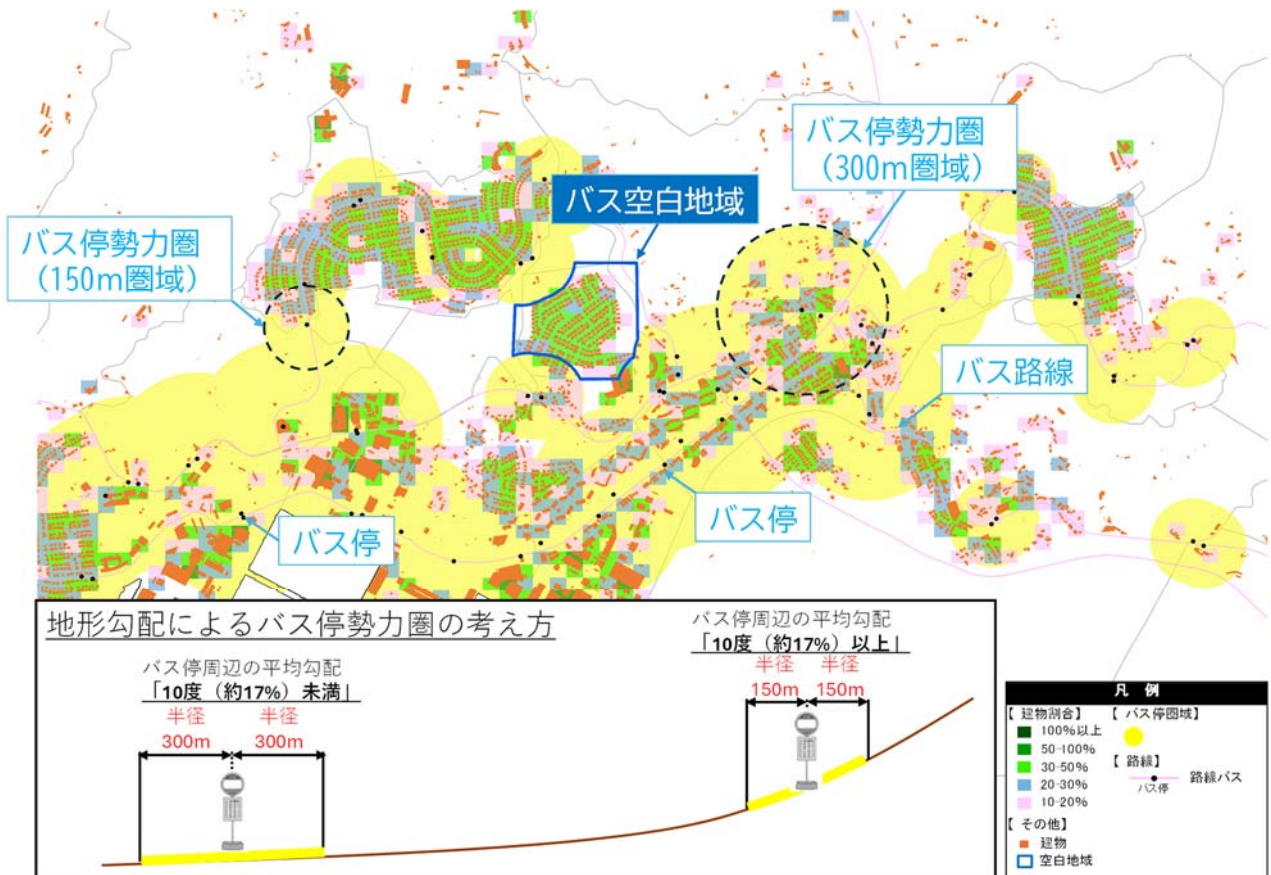 バス停勢力圏
（300m圏域）
バス空白地域
バス停勢力圏
（150m圏域）
バス路線
バス停
バス停
地形勾配によるバス停勢力圏の考え方
バス停周辺の平均勾配
「10度（約17%）未満」
半径
半径
300m
300m
バス停周辺の平均勾配
「10度（約17%）以上」
半径
半径
150m
150m
凡 例
【 建物割合】
100%以上
50-100%
30-50%
20-30%
10-20%
【 その他】
建物
空白地域
【 バス停圏域】
【 路線】
バス停
路線バス